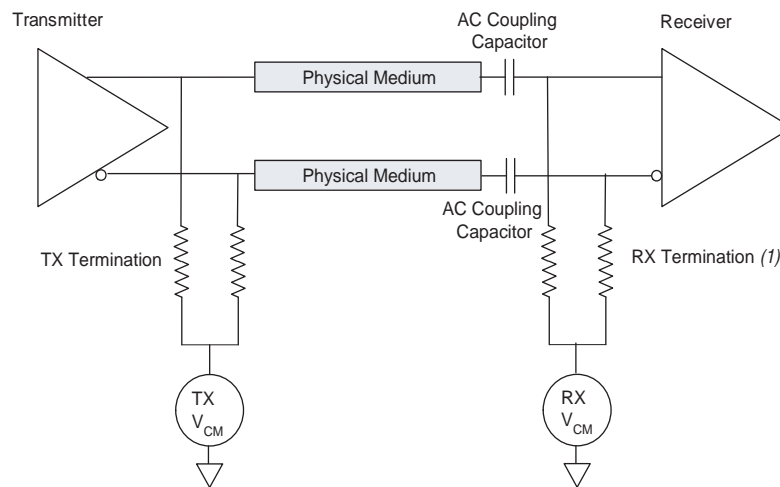 Transmitter
AC Coupling
Capacitor
Receiver
Physical Medium
Physical Medium
AC Coupling
Capacitor
TX Termination
RX Termination (1)
TX
VCM
RX
VCM